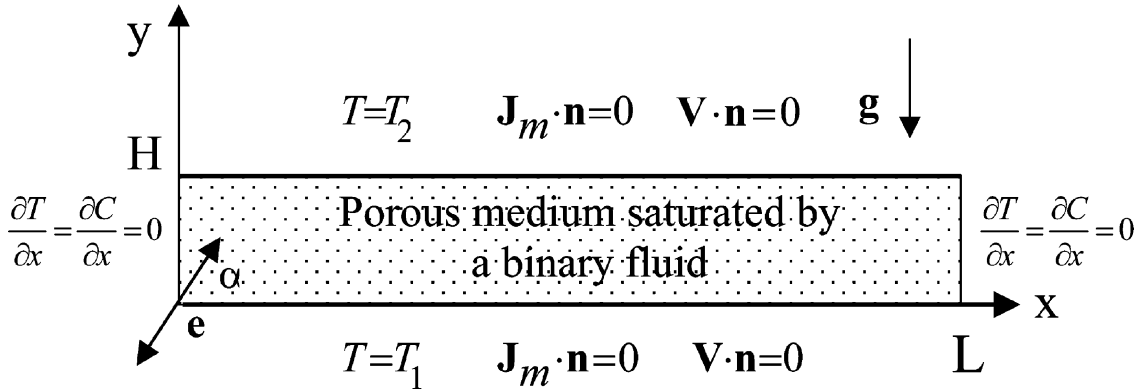 y
T=T₂ Jₘ·n=0 V·n=0 g
H
∂T/∂x=∂C/∂x=0 Porous medium saturated by ∂T/∂x=∂C/∂x=0
a binary fluid
α
e x
T=T₁ Jₘ·n=0 V·n=0 L